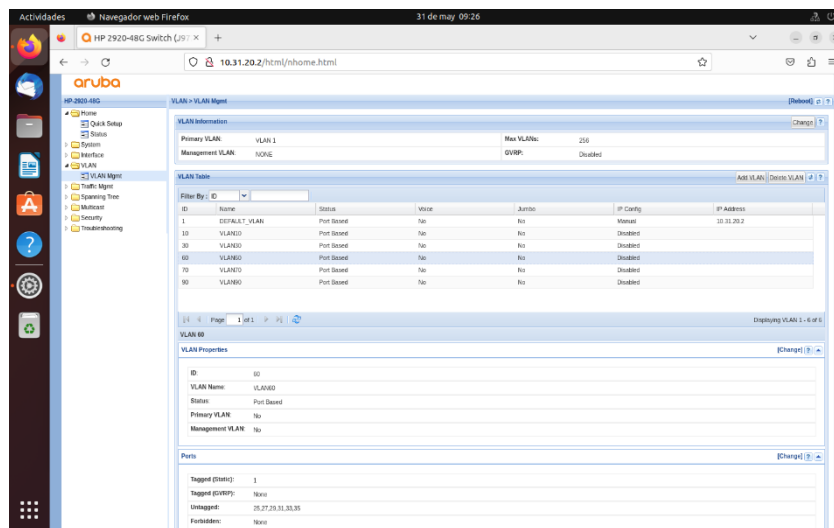 Actividades Navegador web Firefox 31 de may 09:26
HP 2920-48G Switch (J97 × +
10.31.20.2/html/nhome.html
aruba
HP-2920-48G VLAN > VLAN Mgmt [Reboot] ?
Home VLAN Information Change ?
Quick Setup Primary VLAN: VLAN 1 Max VLANs: 256
Status Management VLAN: NONE GVRP: Disabled
System
Interface
VLAN
VLAN Mgmt VLAN Table Add VLAN Delete VLAN ?
Traffic Mgmt
Spanning Tree Filter By : ID
Multicast ID Name Status Voice Jumbo IP Config IP Address
Security 1 DEFAULT_VLAN Port Based No No Manual 10.31.20.2
Troubleshooting 10 VLAN10 Port Based No No Disabled
30 VLAN30 Port Based No No Disabled
60 VLAN60 Port Based No No Disabled
70 VLAN70 Port Based No No Disabled
90 VLAN90 Port Based No No Disabled
Page 1 of 1 Displaying VLAN 1 - 6 of 6
VLAN 60
VLAN Properties [Change] ?
ID: 60
VLAN Name: VLAN60
Status: Port Based
Primary VLAN: No
Management VLAN: No
Ports [Change] ?
Tagged (Static): 1
Tagged (GVRP): None
Untagged: 25,27,29,31,33,35
Forbidden: None